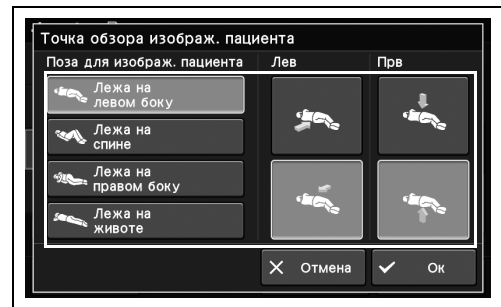 Точка обзора изображ. пациента
Поза для изображ. пациента Лев Прв
Лежа на
левом боку
Лежа на
спине
Лежа на
правом боку
Лежа на
животе
Отмена Ок